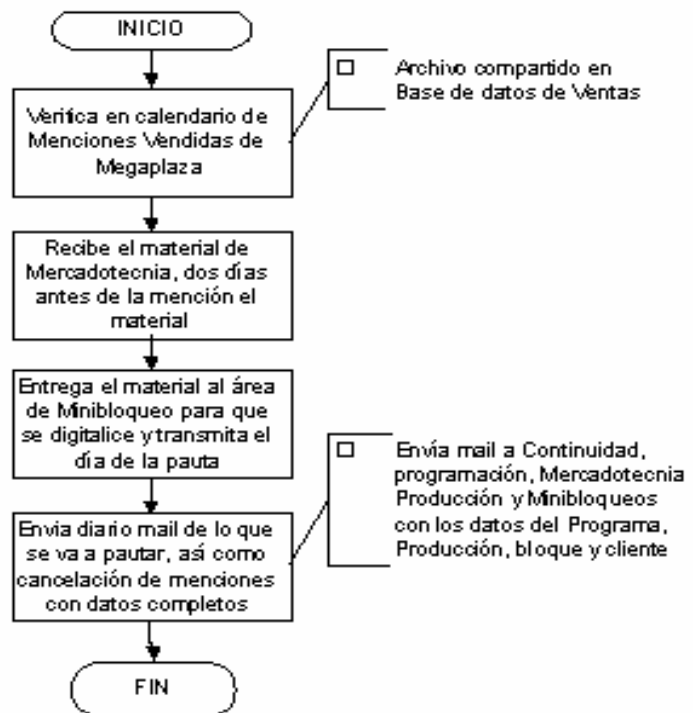 INICIO
Verifica en calendario de
Menciones Vendidas de
Megaplaza
Archivo compartido en
Base de datos de Ventas
Recibe el material de
Mercadotecnia, dos días
antes de la mención el
material
Entrega el material al área
de Minibloqueo para que
se digitalice y transmita el
día de la pauta
Envia diario mail de lo que
se va a pautar, así como
cancelación de menciones
con datos completos
Envía mail a Continuidad,
programación, Mercadotecnia
Producción y Minibloqueos
con los datos del Programa,
Producción, bloque y cliente
FIN